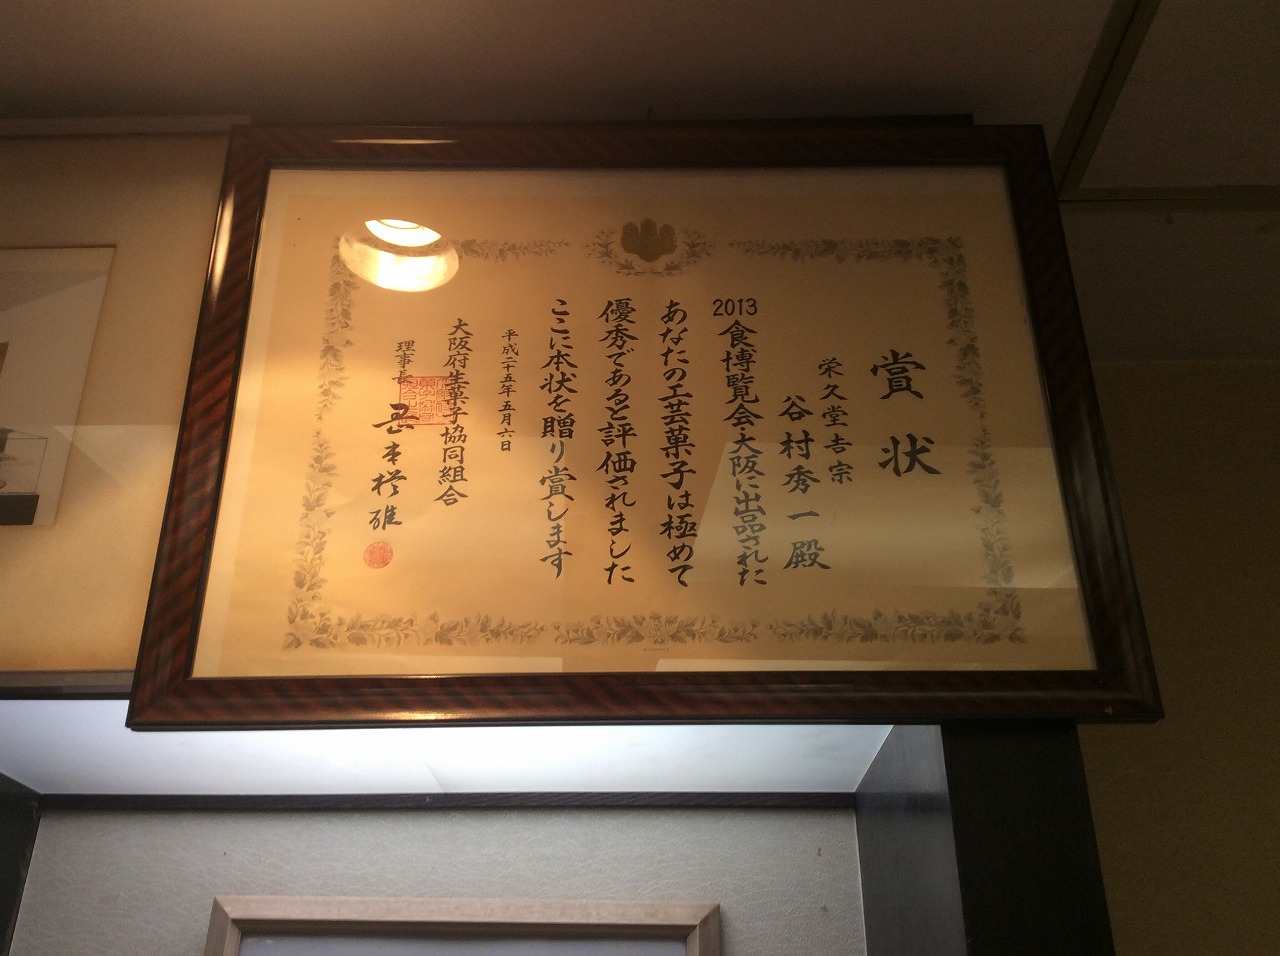 賞状
栄久堂吉宗
谷村秀一殿
2013食博覧会・大阪に出品された
あなたの工芸菓子は極めて
優秀であると評価されました
ここに本状を贈り賞します
平成二十五年五月六日
大阪府生菓子協同組合
理事長